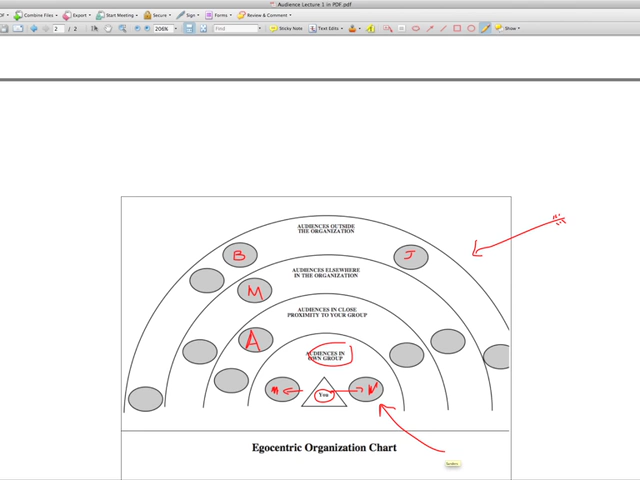 Audience Lecture 1 in PDF.pdf
Combine Files
Export
Start Meeting
Secure
Sign
Forms
Review & Comment
2 / 2
200%
Find
Sticky Note
Text Edits
Show
AUDIENCES OUTSIDE
THE ORGANIZATION
B
J
AUDIENCES ELSEWHERE
IN THE ORGANIZATION
M
AUDIENCES IN CLOSE
PROXIMITY TO YOUR GROUP
A
AUDIENCES IN
OWN GROUP
You
Egocentric Organization Chart